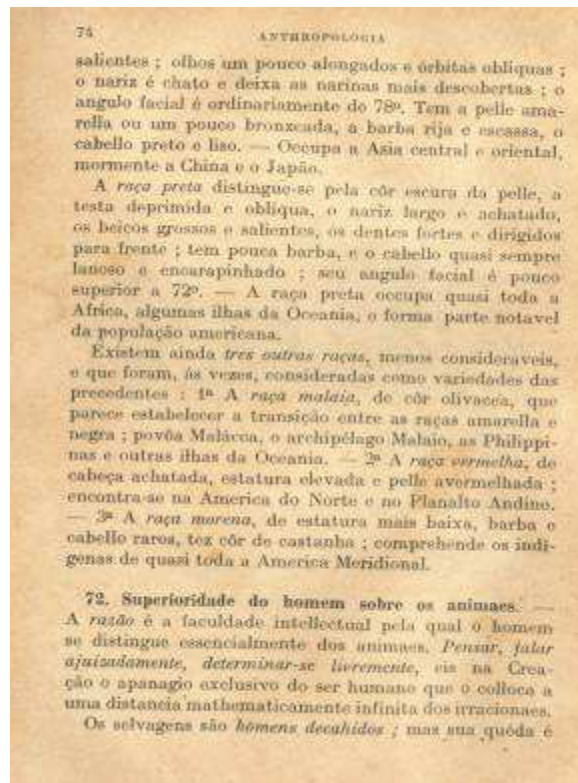 74
ANTHROPOLOGIA
salientes ; olhos um pouco alongados e órbitas obliquas ;
o nariz é chato e deixa as narinas mais descobertas ; o
angulo facial é ordinariamente de 78º. Tem a pelle ama-
rella ou um pouco bronzeada, a barba rija e escassa, o
cabello preto e liso. — Occupa a Asia central e oriental,
mormente a China e o Japão.
A raça preta distingue-se pela côr escura da pelle, a
testa deprimida e obliqua, o nariz largo e achatado,
os beiços grossos e salientes, os dentes fortes e dirigidos
para frente ; tem pouca barba, e o cabello quasi sempre
lanoso e encarapinhado ; seu angulo facial é pouco
superior a 72º. — A raça preta occupa quasi toda a
Africa, algumas ilhas da Oceania, e forma parte notavel
da população americana.
Existem ainda tres outras raças, menos consideraveis,
e que foram, ás vezes, consideradas como variedades das
precedentes : 1ª A raça malaia, de côr olivacea, que
parece estabelecer a transição entre as raças amarella e
negra ; povôa Malácca, o archipélago Malaio, as Philippi-
nas e outras ilhas da Oceania. — 2ª A raça vermelha, de
cabeça achatada, estatura elevada e pelle avermelhada ;
encontra-se na America do Norte e no Planalto Andino.
— 3ª A raça morena, de estatura mais baixa, barba e
cabello raros, tez côr de castanha ; comprehende os indi-
genas de quasi toda a America Meridional.
72. Superioridade do homem sobre os animaes. —
A razão é a faculdade intellectual pela qual o homem
se distingue essencialmente dos animaes. Pensar, falar
ajuizadamente, determinar-se livremente, eis na Crea-
ção o apanagio exclusivo do ser humano que o colloca a
uma distancia mathematicamente infinita dos irracionaes.
Os selvagens são homens decahidos ; mas sua quéda é